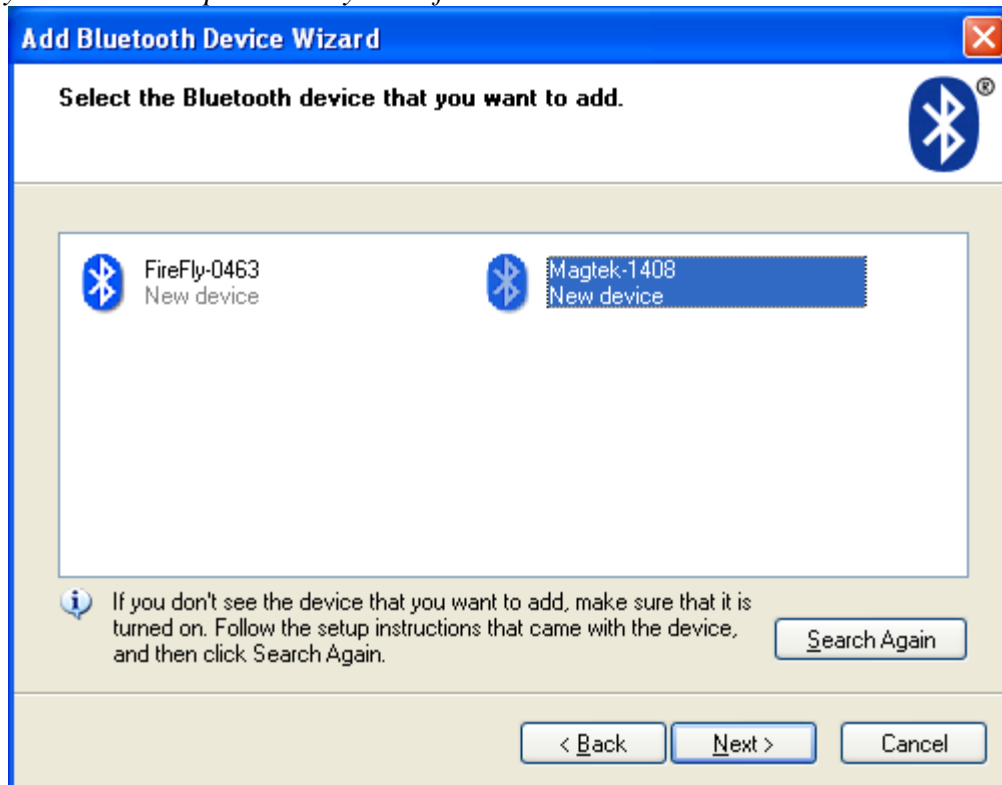 Add Bluetooth Device Wizard
Select the Bluetooth device that you want to add.
®
FireFly-0463
New device
Magtek-1408
New device
If you don't see the device that you want to add, make sure that it is
turned on. Follow the setup instructions that came with the device,
and then click Search Again.
Search Again
< Back
Next >
Cancel